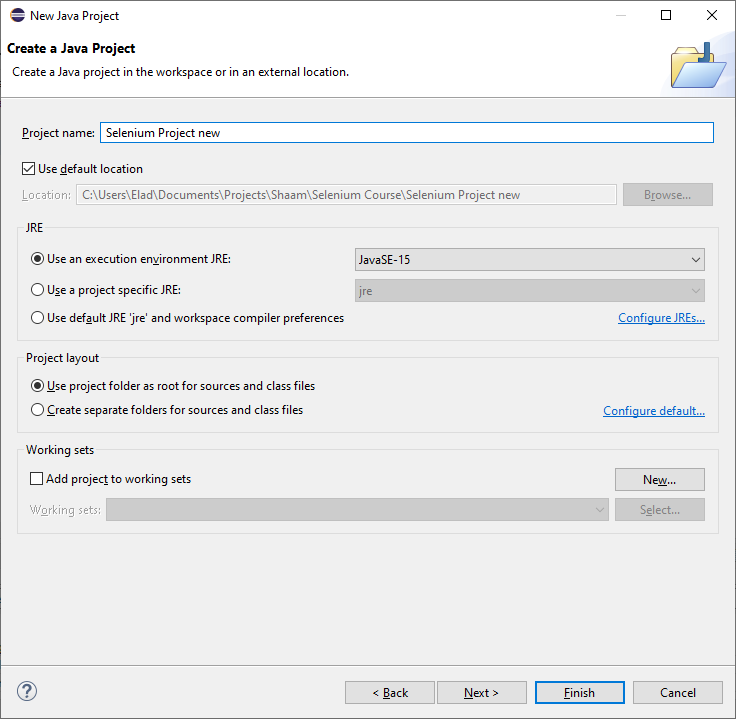 New Java Project
Create a Java Project
Create a Java project in the workspace or in an external location.
Project name: Selenium Project new
Use default location
Location: C:\Users\Elad\Documents\Projects\Shaam\Selenium Course\Selenium Project new Browse...
JRE
Use an execution environment JRE: JavaSE-15
Use a project specific JRE: jre
Use default JRE 'jre' and workspace compiler preferences Configure JREs...
Project layout
Use project folder as root for sources and class files
Create separate folders for sources and class files Configure default...
Working sets
Add project to working sets New...
Working sets: Select...
? < Back Next > Finish Cancel